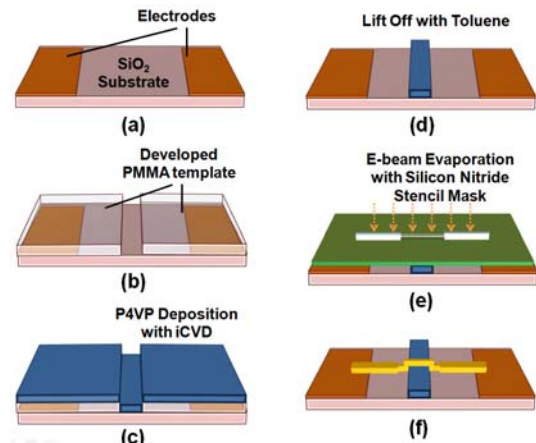 Electrodes
SiO₂
Substrate
(a)
Developed
PMMA template
(b)
P4VP Deposition
with iCVD
(c)
Lift Off with Toluene
(d)
E-beam Evaporation
with Silicon Nitride
Stencil Mask
(e)
(f)